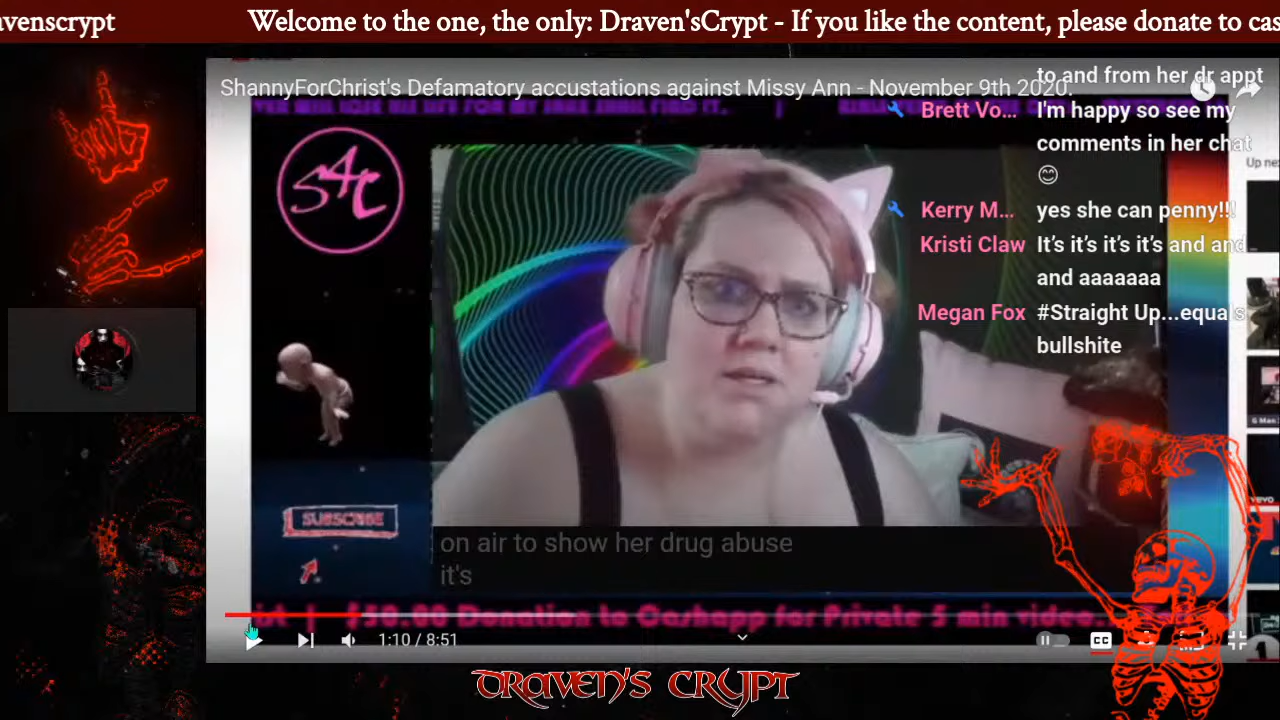 avenscrypt
Welcome to the one, the only: Draven'sCrypt - If you like the content, please donate to cas
ShannyForChrist's Defamatory accustations against Missy Ann - November 9th 2020.
to and from her dr appt
Brett Vo... I'm happy so see my
comments in her chat
Up ne
Kerry M... yes she can penny!!!
Kristi Claw It's it's it's it's and and
and aaaaaaa
Megan Fox #Straight Up...equals
bullshite
S4C
SUBSCRIBE
on air to show her drug abuse
it's
$50.00 Donation to Cashapp for Private 5 min video...
1:10 / 8:51
CC
DRAVEN'S CRYPT